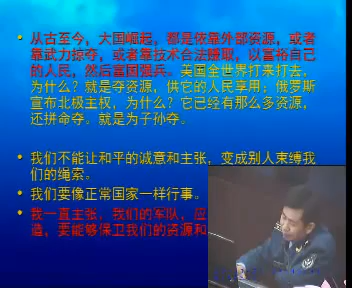 • 从古至今，大国崛起，都是依靠外部资源，或者
靠武力掠夺，或者靠技术合法赚取，以富裕自己
的人民，然后富国强兵。美国全世界打来打去，
为什么？就是夺资源，供它的人民享用；俄罗斯
宣布北极主权，为什么？它已经有那么多资源，
还拼命夺。就是为子孙夺。
• 我们不能让和平的诚意和主张，变成别人束缚我
们的绳索。
• 我们要像正常国家一样行事。
• 我一直主张，我们的军队，应
造，要能够保卫我们的资源和